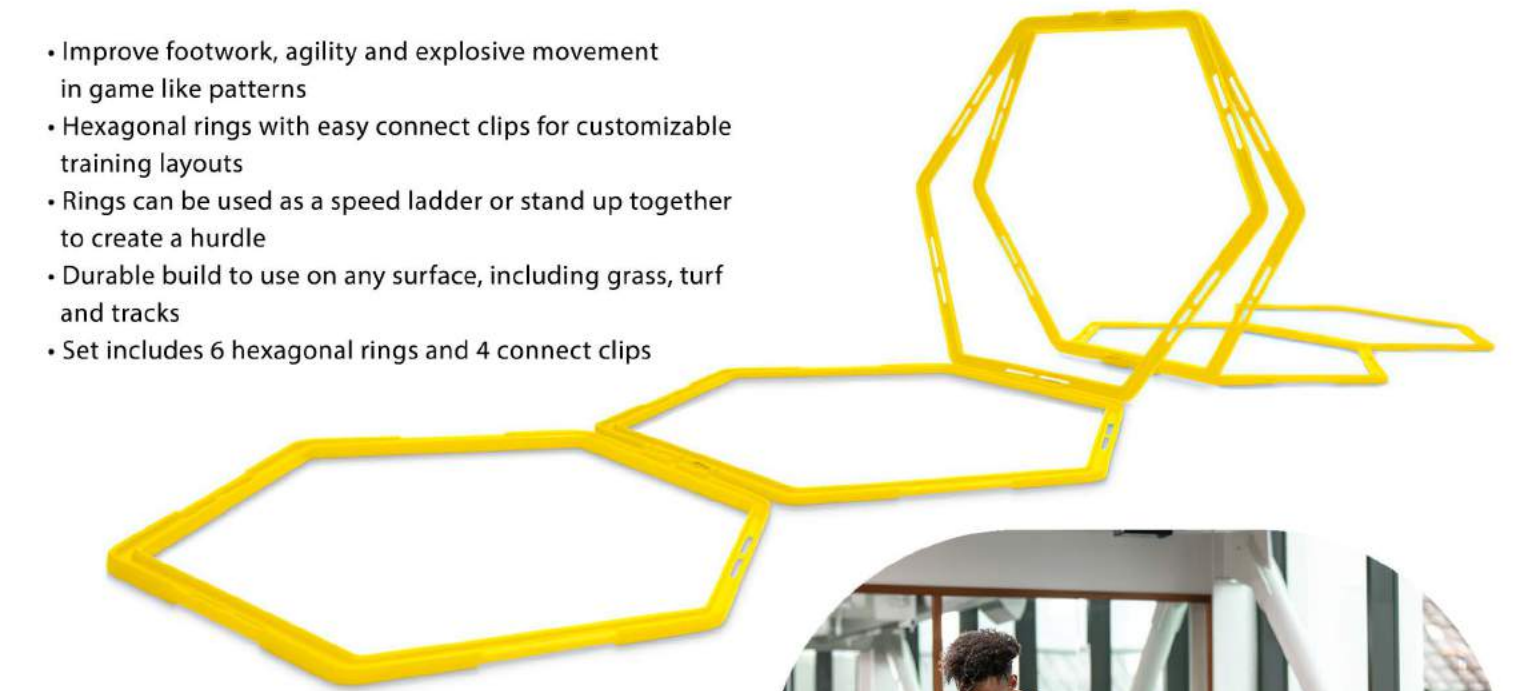 • Improve footwork, agility and explosive movement
in game like patterns
• Hexagonal rings with easy connect clips for customizable
training layouts
• Rings can be used as a speed ladder or stand up together
to create a hurdle
• Durable build to use on any surface, including grass, turf
and tracks
• Set includes 6 hexagonal rings and 4 connect clips